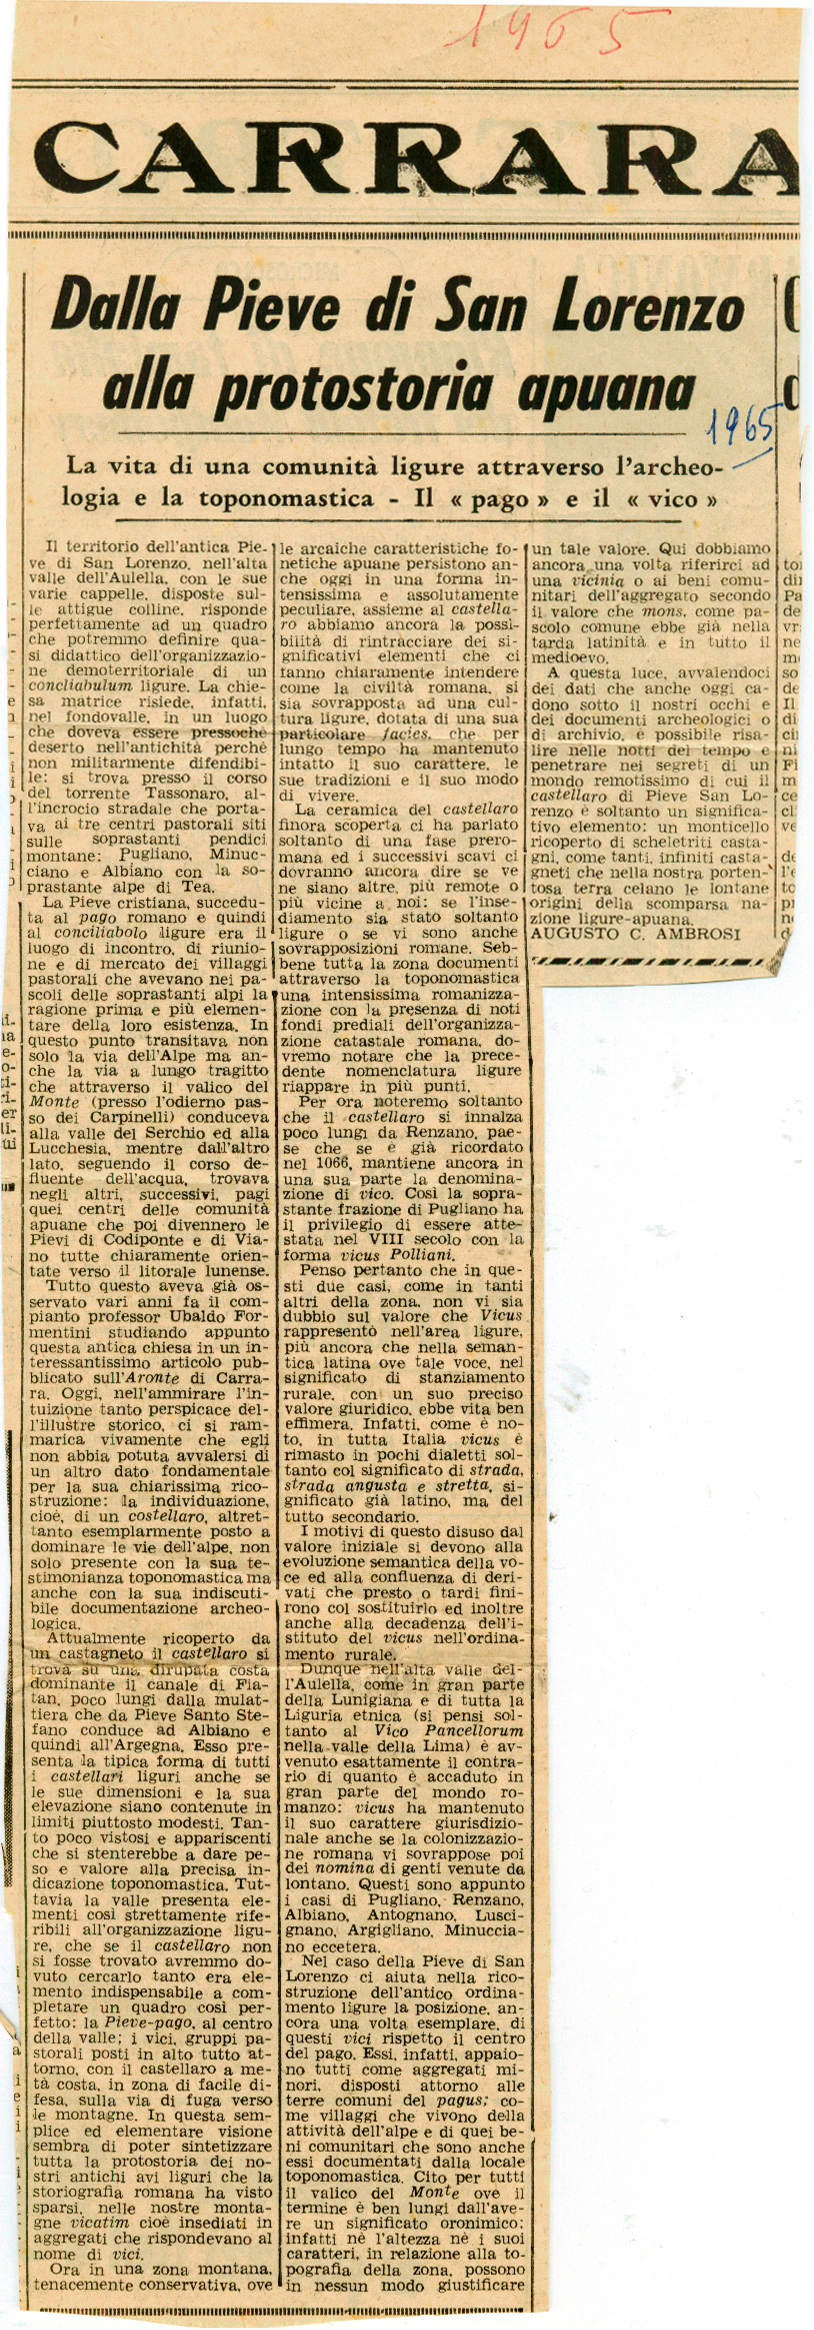 1965
CARRARA
Dalla Pieve di San Lorenzo
alla protostoria apuana
1965
La vita di una comunità ligure attraverso l'archeo-
logia e la toponomastica - Il « pago » e il « vico »
Il territorio dell'antica Pie-
ve di San Lorenzo, nell'alta
valle dell'Aulella, con le sue
varie cappelle, disposte sul-
le attigue colline, risponde
perfettamente ad un quadro
che potremmo definire qua-
si didattico dell'organizzazio-
ne demoterritoriale di un
concliabulum ligure. La chie-
sa matrice risiede, infatti,
nel fondovalle, in un luogo
che doveva essere pressochè
deserto nell'antichità perchè
non militarmente difendibi-
le: si trova presso il corso
del torrente Tassonaro, al-
l'incrocio stradale che porta-
va ai tre centri pastorali siti
sulle soprastanti pendici
montane: Pugliano, Minuc-
ciano e Albiano con la so-
prastante alpe di Tea.
La Pieve cristiana, succedu-
ta al pago romano e quindi
al conciliabolo ligure era il
luogo di incontro, di riunio-
ne e di mercato dei villaggi
pastorali che avevano nei pa-
scoli delle soprastanti alpi la
ragione prima e più elemen-
tare della loro esistenza. In
questo punto transitava non
solo la via dell'Alpe ma an-
che la via a lungo tragitto
che attraverso il valico del
Monte (presso l'odierno pas-
so dei Carpinelli) conduceva
alla valle del Serchio ed alla
Lucchesia, mentre dall'altro
lato, seguendo il corso de-
fluente dell'acqua, trovava
negli altri, successivi, pagi
quei centri delle comunità
apuane che poi divennero le
Pievi di Codiponte e di Via-
no tutte chiaramente orien-
tate verso il litorale lunense.
Tutto questo aveva già os-
servato vari anni fa il com-
pianto professor Ubaldo For-
mentini studiando appunto
questa antica chiesa in un in-
teressantissimo articolo pub-
blicato sull'Aronte di Carra-
ra. Oggi, nell'ammirare l'in-
tuizione tanto perspicace del-
l'illustre storico, ci si ram-
marica vivamente che egli
non abbia potuta avvalersi di
un altro dato fondamentale
per la sua chiarissima rico-
struzione: la individuazione,
cioè, di un costellaro, altret-
tanto esemplarmente posto a
dominare le vie dell'alpe, non
solo presente con la sua te-
stimonianza toponomastica ma
anche con la sua indiscuti-
bile documentazione archeo-
logica.
Attualmente ricoperto da
un castagneto il castellaro si
trova su una dirupata costa
dominante il canale di Fia-
tan, poco lungi dalla mulat-
tiera che da Pieve Santo Ste-
fano conduce ad Albiano e
quindi all'Argegna. Esso pre-
senta la tipica forma di tutti
i castellari liguri anche se
le sue dimensioni e la sua
elevazione siano contenute in
limiti piuttosto modesti. Tan-
to poco vistosi e appariscenti
che si stenterebbe a dare pe-
so e valore alla precisa in-
dicazione toponomastica. Tut-
tavia la valle presenta ele-
menti così strettamente rife-
ribili all'organizzazione ligu-
re, che se il castellaro non
si fosse trovato avremmo do-
vuto cercarlo tanto era ele-
mento indispensabile a com-
pletare un quadro così per-
fetto: la Pieve-pago, al centro
della valle; i vici, gruppi pa-
storali posti in alto tutto at-
torno, con il castellaro a me-
tà costa, in zona di facile di-
fesa, sulla via di fuga verso
le montagne. In questa sem-
plice ed elementare visione
sembra di poter sintetizzare
tutta la protostoria dei no-
stri antichi avi liguri che la
storiografia romana ha visto
sparsi, nelle nostre monta-
gne vicatim cioè insediati in
aggregati che rispondevano al
nome di vici.
Ora in una zona montana,
tenacemente conservativa, ove
le arcaiche caratteristiche fo-
netiche apuane persistono an-
che oggi in una forma in-
tensissima e assolutamente
peculiare, assieme al castella-
ro abbiamo ancora la possi-
bilità di rintracciare dei si-
gnificativi elementi che ci
fanno chiaramente intendere
come la civiltà romana, si
sia sovrapposta ad una cul-
tura ligure, dotata di una sua
particolare facies, che per
lungo tempo ha mantenuto
intatto il suo carattere, le
sue tradizioni e il suo modo
di vivere.
La ceramica del castellaro
finora scoperta ci ha parlato
soltanto di una fase prero-
mana ed i successivi scavi ci
dovranno ancora dire se ve
ne siano altre, più remote o
più vicine a noi: se l'inse-
diamento sia stato soltanto
ligure o se vi sono anche
sovrapposizioni romane. Seb-
bene tutta la zona documenti
attraverso la toponomastica
una intensissima romanizza-
zione con la presenza di noti
fondi prediali dell'organizza-
zione catastale romana, do-
vremo notare che la prece-
dente nomenclatura ligure
riappare in più punti.
Per ora noteremo soltanto
che il castellaro si innalza
poco lungi da Renzano, pae-
se che se è già ricordato
nel 1066, mantiene ancora in
una sua parte la denomina-
zione di vico. Così la sopra-
stante frazione di Pugliano ha
il privilegio di essere atte-
stata nel VIII secolo con la
forma vicus Polliani.
Penso pertanto che in que-
sti due casi, come in tanti
altri della zona, non vi sia
dubbio sul valore che Vicus
rappresentò nell'area ligure,
più ancora che nella seman-
tica latina ove tale voce, nel
significato di stanziamento
rurale, con un suo preciso
valore giuridico, ebbe vita ben
effimera. Infatti, come è no-
to, in tutta Italia vicus è
rimasto in pochi dialetti sol-
tanto col significato di strada,
strada angusta e stretta, si-
gnificato già latino, ma del
tutto secondario.
I motivi di questo disuso dal
valore iniziale si devono alla
evoluzione semantica della vo-
ce ed alla confluenza di deri-
vati che presto o tardi fini-
rono col sostituirlo ed inoltre
anche alla decadenza dell'i-
stituto del vicus nell'ordina-
mento rurale.
Dunque nell'alta valle del-
l'Aulella, come in gran parte
della Lunigiana e di tutta la
Liguria etnica (si pensi sol-
tanto al Vico Pancellorum
nella valle della Lima) è av-
venuto esattamente il contra-
rio di quanto è accaduto in
gran parte del mondo ro-
manzo: vicus ha mantenuto
il suo carattere giurisdizio-
nale anche se la colonizzazio-
ne romana vi sovrappose poi
dei nomina di genti venute da
lontano. Questi sono appunto
i casi di Pugliano, Renzano,
Albiano, Antognano, Lusci-
gnano, Argigliano, Minuccia-
no eccetera.
Nel caso della Pieve di San
Lorenzo ci aiuta nella rico-
struzione dell'antico ordina-
mento ligure la posizione, an-
cora una volta esemplare, di
questi vici rispetto il centro
del pago. Essi, infatti, appaio-
no tutti come aggregati mi-
nori, disposti attorno alle
terre comuni del pagus; co-
me villaggi che vivono della
attività dell'alpe e di quei be-
ni comunitari che sono anche
essi documentati dalla locale
toponomastica. Cito per tutti
il valico del Monte ove il
termine è ben lungi dall'ave-
re un significato oronimico:
infatti nè l'altezza nè i suoi
caratteri, in relazione alla to-
pografia della zona, possono
in nessun modo giustificare
un tale valore. Qui dobbiamo
ancora una volta riferirci ad
una vicinia o ai beni comu-
nitari dell'aggregato secondo
il valore che mons, come pa-
scolo comune ebbe già nella
tarda latinità e in tutto il
medioevo.
A questa luce, avvalendoci
dei dati che anche oggi ca-
dono sotto il nostri occhi e
dei documenti archeologici o
di archivio, è possibile risa-
lire nelle notti del tempo e
penetrare nei segreti di un
mondo remotissimo di cui il
castellaro di Pieve San Lo-
renzo è soltanto un significa-
tivo elemento: un monticello
ricoperto di scheletriti casta-
gni, come tanti, infiniti casta-
gneti che nella nostra porten-
tosa terra celano le lontane
origini della scomparsa na-
zione ligure-apuana.
AUGUSTO C. AMBROSI